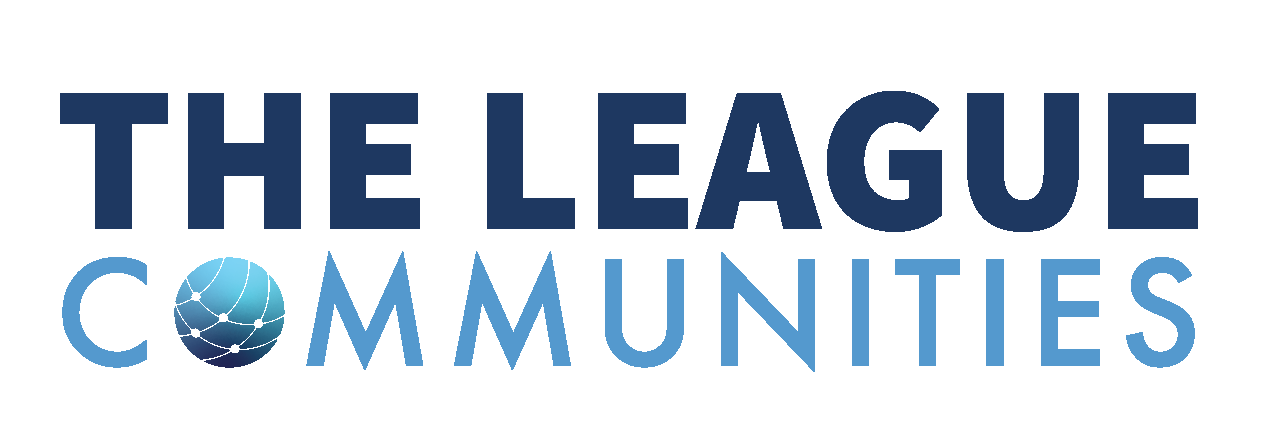 THE LEAGUE
COMMUNITIES